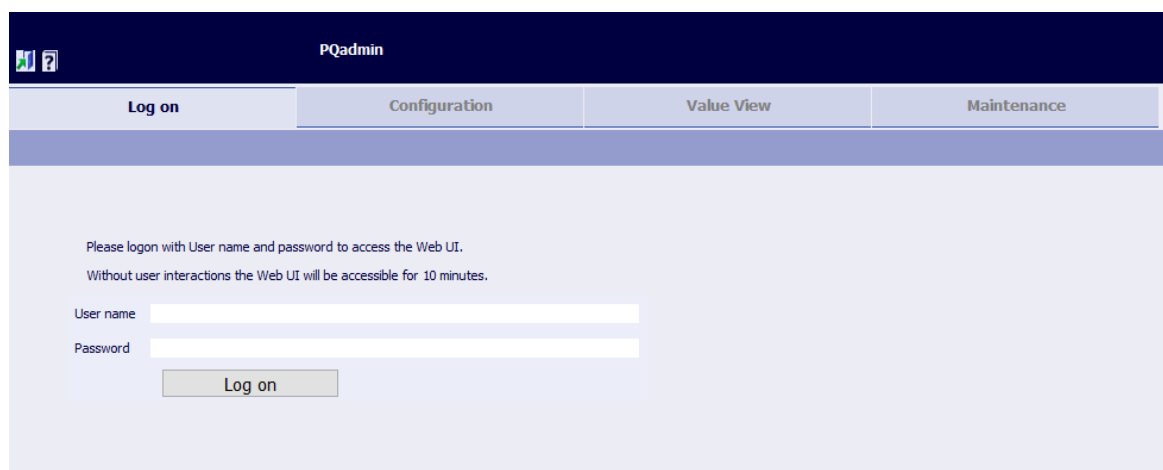 PQadmin
Log on Configuration Value View Maintenance
Please logon with User name and password to access the Web UI.
Without user interactions the Web UI will be accessible for 10 minutes.
User name
Password
Log on